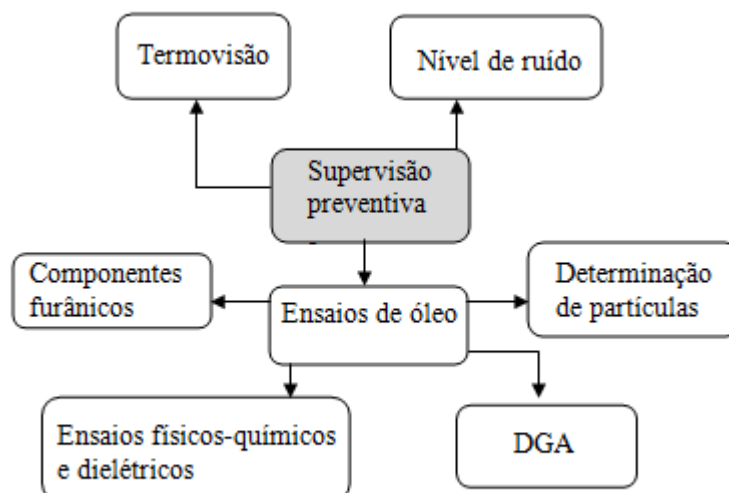 Termovisão
Nível de ruído
Supervisão
preventiva
Componentes
furânicos
Ensaios de óleo
Determinação
de partículas
Ensaios físicos-químicos
e dielétricos
DGA